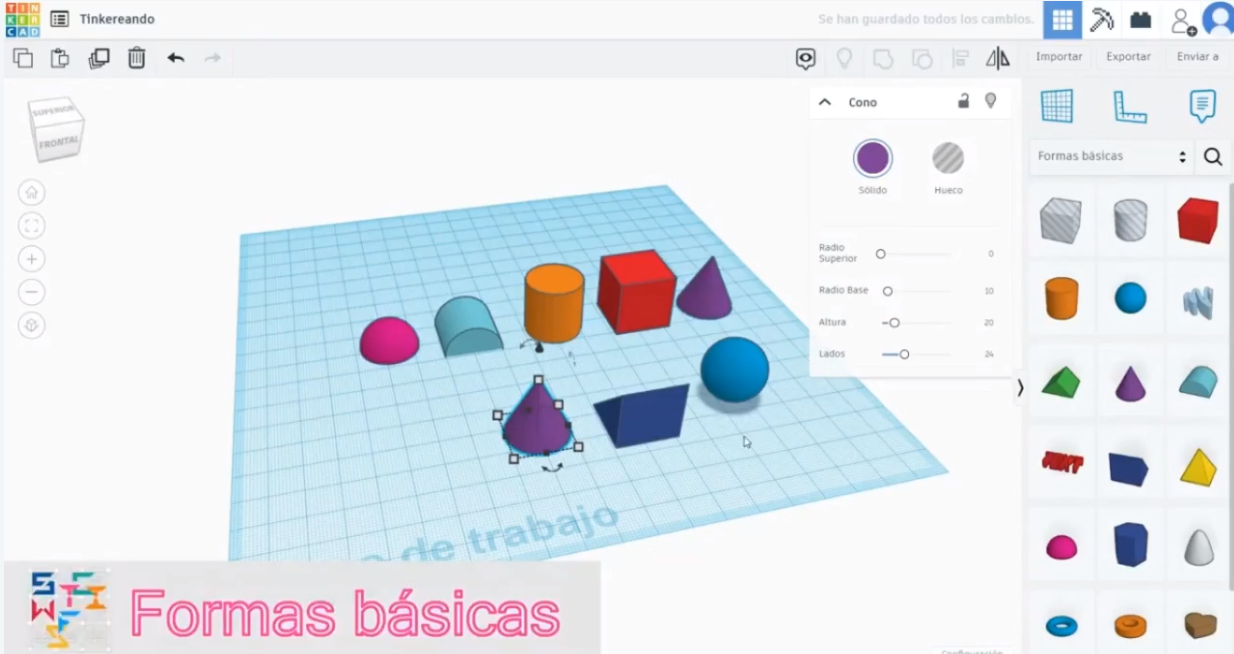 TIN
KER
CAD
Tinkereando
Se han guardado todos los cambios.
Importar
Exportar
Enviar a
SUPERIOR
FRONTAL
Cono
Sólido
Hueco
Radio
Superior
0
Radio Base
10
Altura
20
Lados
24
Formas básicas
de trabajo
Formas básicas
Configuración